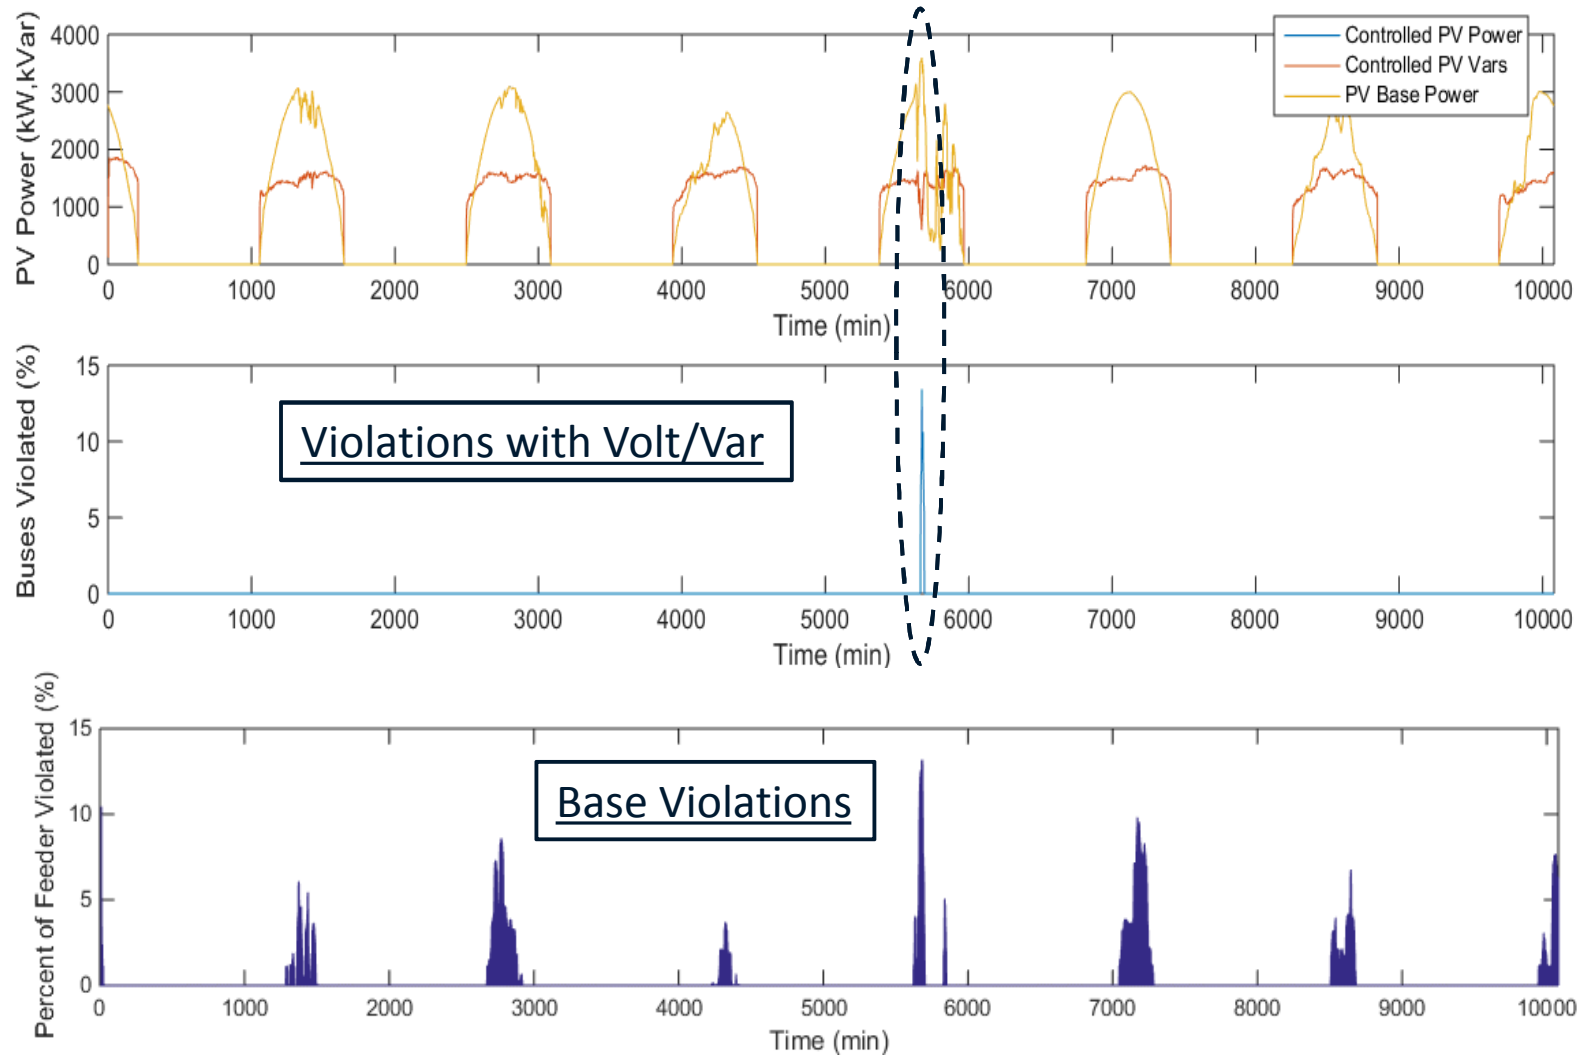 PV Power (kW,kVar)
4000
3000
2000
1000
0
Controlled PV Power
Controlled PV Vars
PV Base Power
0 1000 2000 3000 4000 5000 6000 7000 8000 9000 10000
Time (min)
Buses Violated (%)
15
10
5
0
Violations with Volt/Var
0 1000 2000 3000 4000 5000 6000 7000 8000 9000 10000
Time (min)
Percent of Feeder Violated (%)
15
10
5
0
Base Violations
0 1000 2000 3000 4000 5000 6000 7000 8000 9000 10000
Time (min)